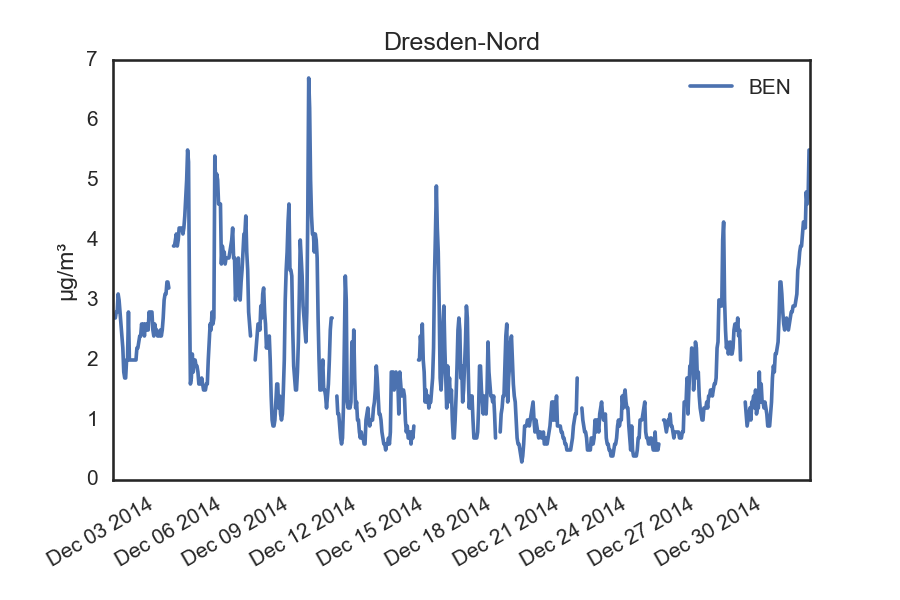 Dresden-Nord
BEN
µg/m³
7
6
5
4
3
2
1
0
Dec 03 2014
Dec 06 2014
Dec 09 2014
Dec 12 2014
Dec 15 2014
Dec 18 2014
Dec 21 2014
Dec 24 2014
Dec 27 2014
Dec 30 2014